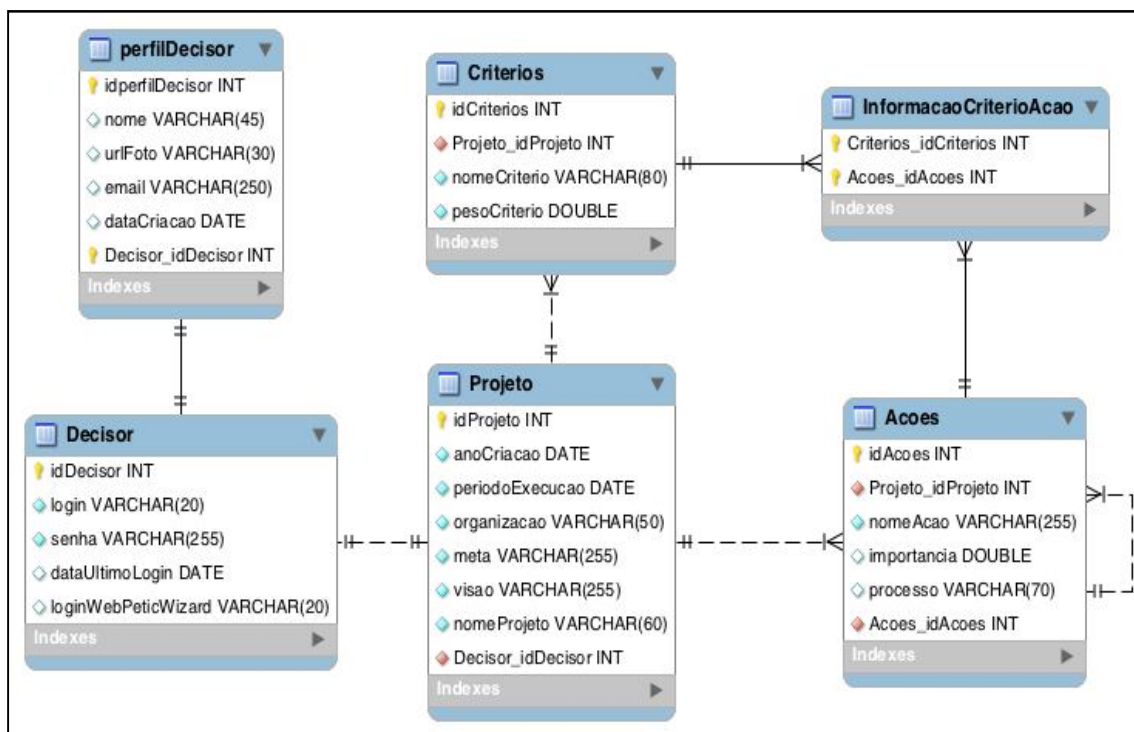 perfilDecisor
idperfilDecisor INT
nome VARCHAR(45)
urlFoto VARCHAR(30)
email VARCHAR(250)
dataCriacao DATE
Decisor_idDecisor INT
Indexes
Criterios
idCriterios INT
Projeto_idProjeto INT
nomeCriterio VARCHAR(80)
pesoCriterio DOUBLE
Indexes
InformacaoCriterioAcao
Criterios_idCriterios INT
Acoes_idAcoes INT
Indexes
Decisor
idDecisor INT
login VARCHAR(20)
senha VARCHAR(255)
dataUltimoLogin DATE
loginWebPeticWizard VARCHAR(20)
Indexes
Projeto
idProjeto INT
anoCriacao DATE
periodoExecucao DATE
organizacao VARCHAR(50)
meta VARCHAR(255)
visao VARCHAR(255)
nomeProjeto VARCHAR(60)
Decisor_idDecisor INT
Indexes
Acoes
idAcoes INT
Projeto_idProjeto INT
nomeAcao VARCHAR(255)
importancia DOUBLE
processo VARCHAR(70)
Acoes_idAcoes INT
Indexes